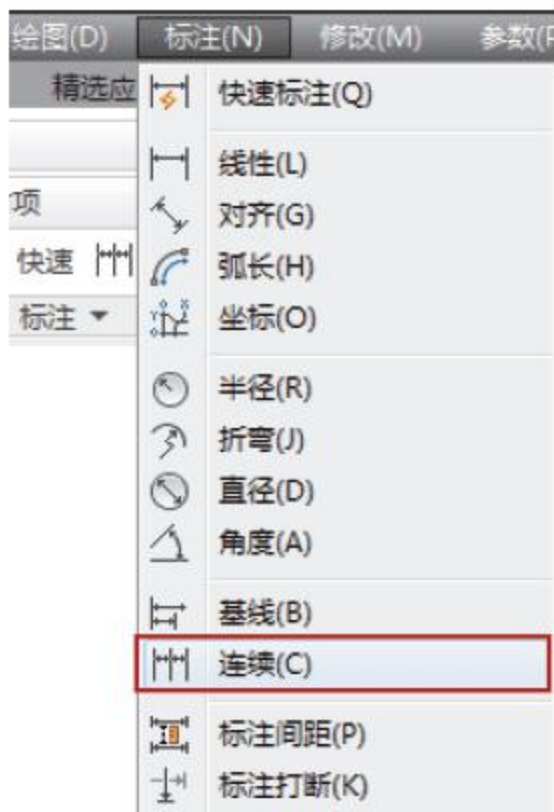 绘图(D) 标注(N) 修改(M) 参数(P
精选应
快速标注(Q)
线性(L)
项
对齐(G)
快速
弧长(H)
标注
坐标(O)
半径(R)
折弯(J)
直径(D)
角度(A)
基线(B)
连续(C)
标注间距(P)
标注打断(K)